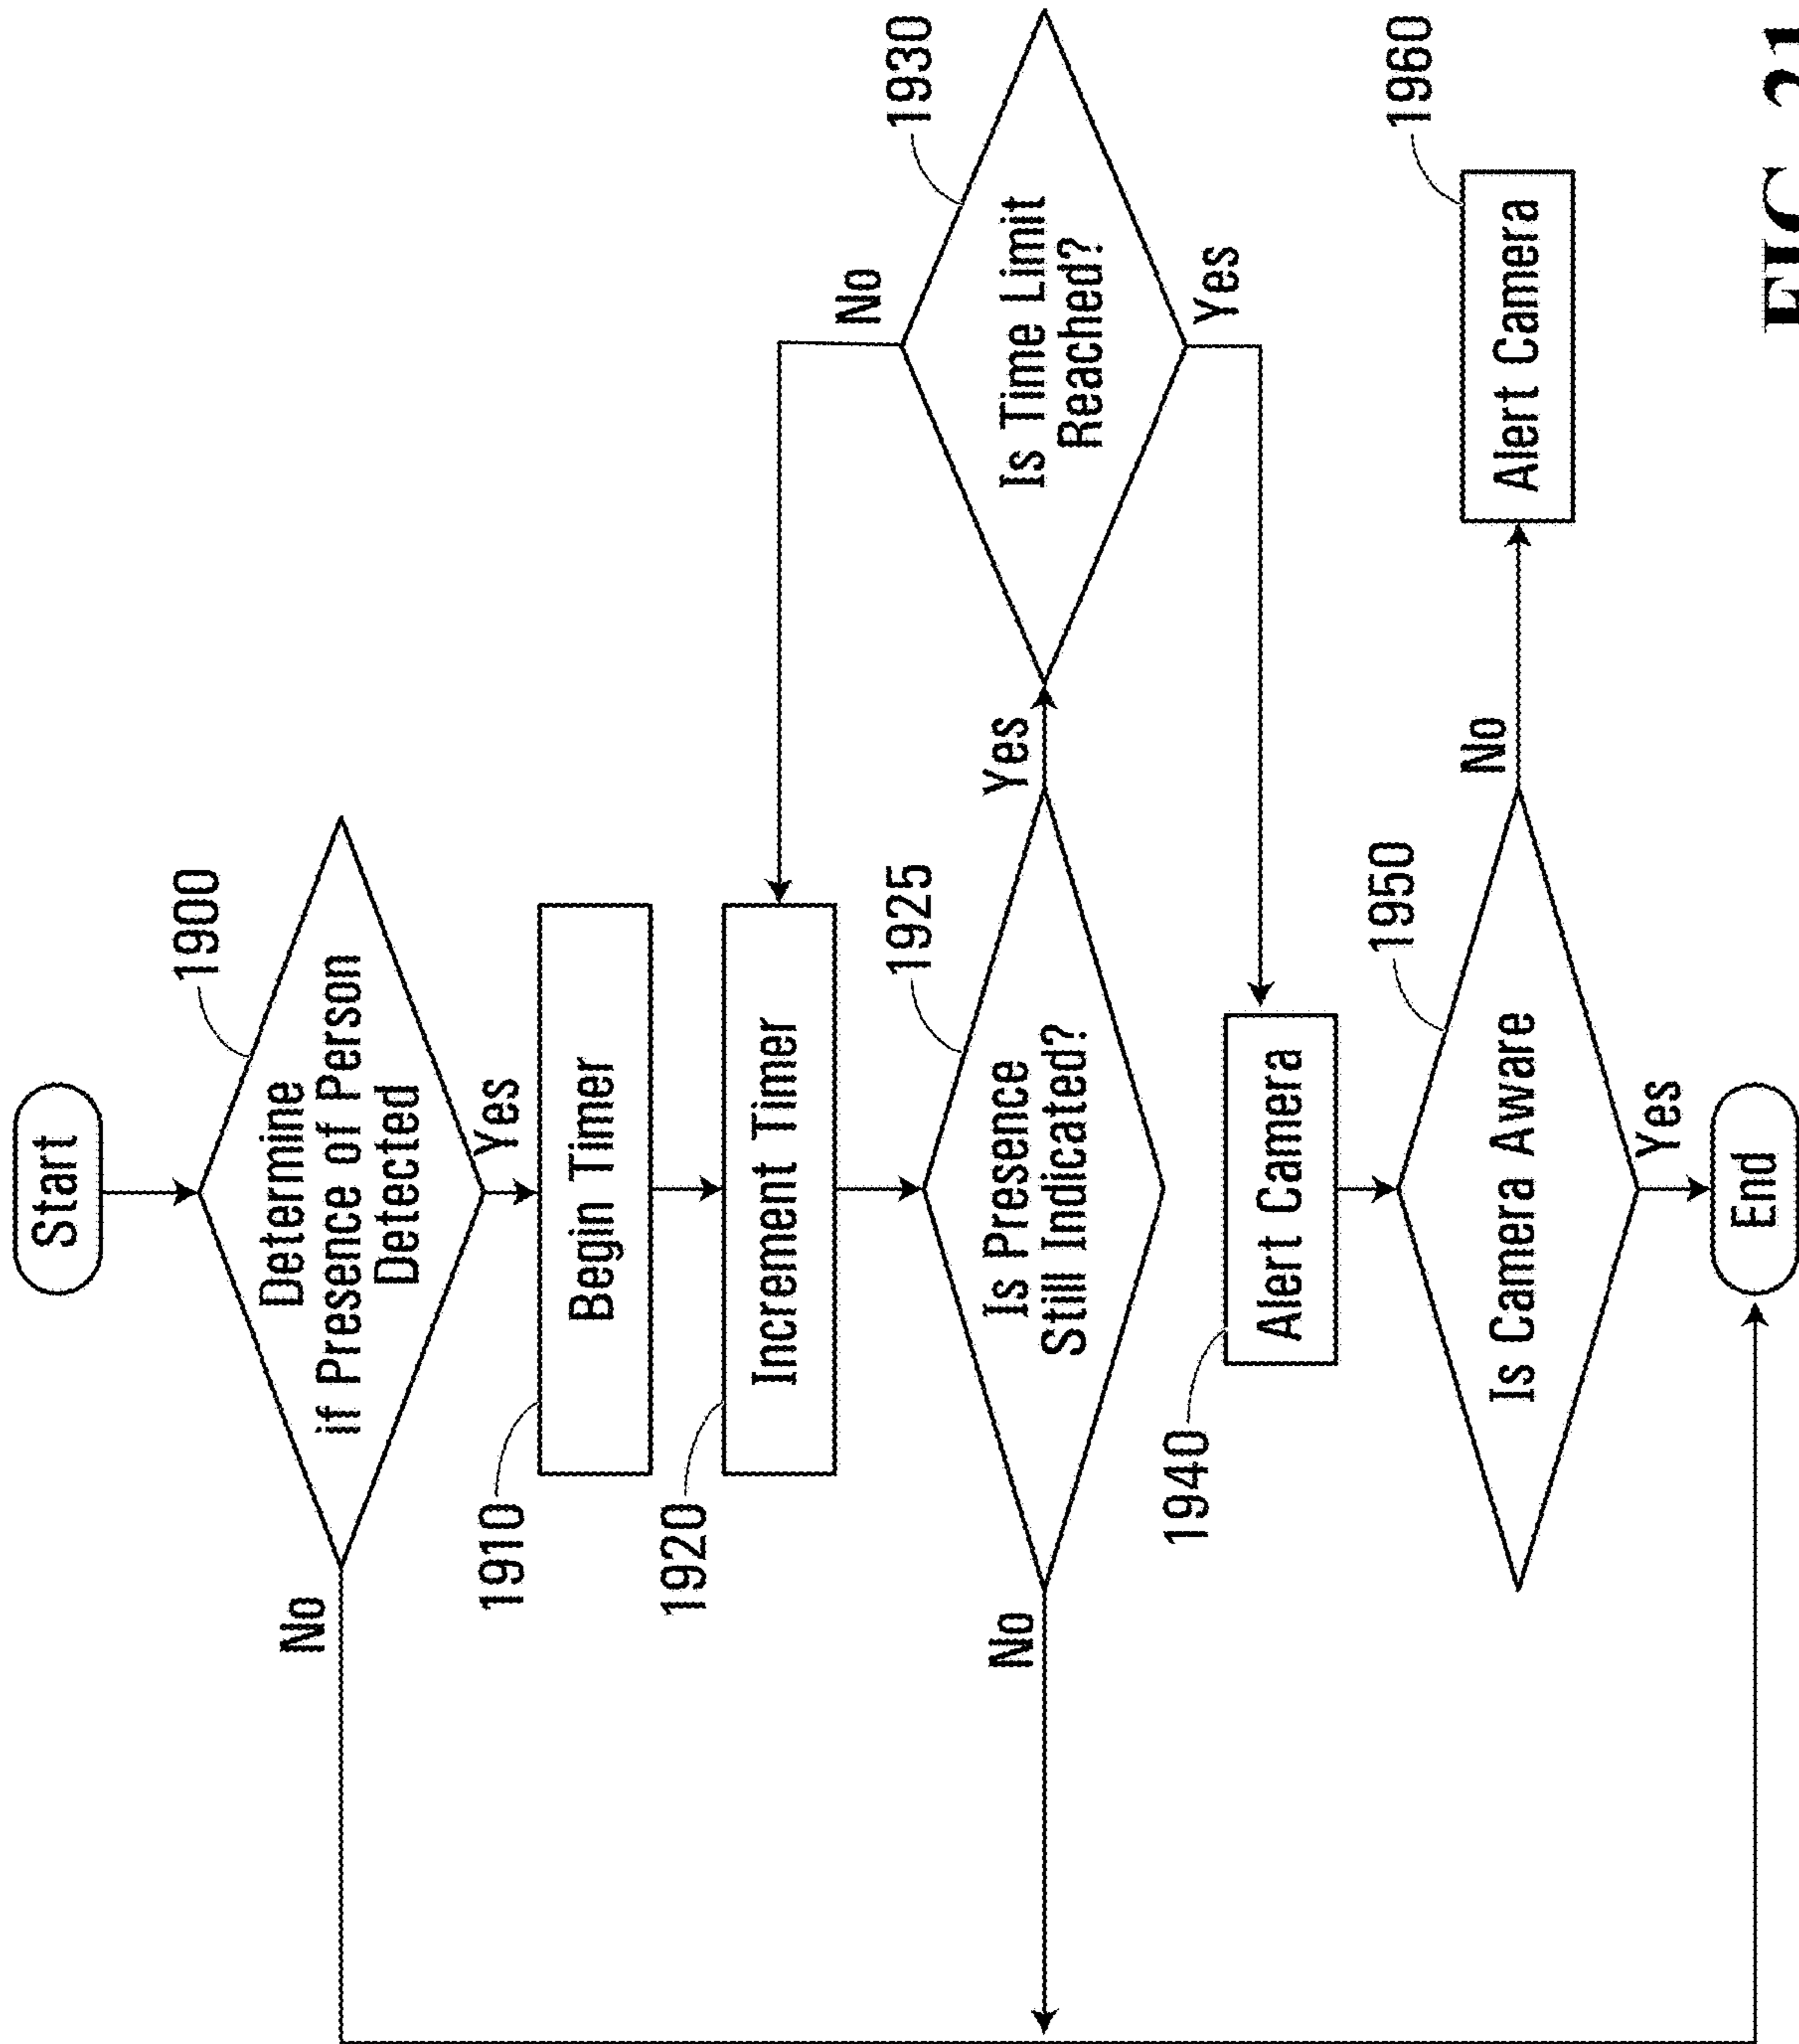 Start
1900
Determine
if Presence of Person
Detected
No
Yes
1910
Begin Timer
1920
Increment Timer
1925
Is Presence
Still Indicated?
No
Yes
1930
Is Time Limit
Reached?
No
Yes
1940
Alert Camera
1950
Is Camera Aware
No
Yes
1960
Alert Camera
End
FIG. 21